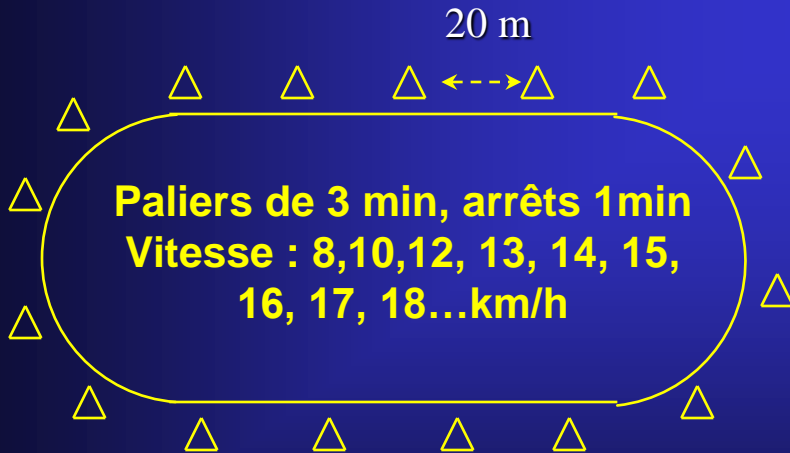 20 m
Paliers de 3 min, arrêts 1min
Vitesse : 8,10,12, 13, 14, 15,
16, 17, 18...km/h